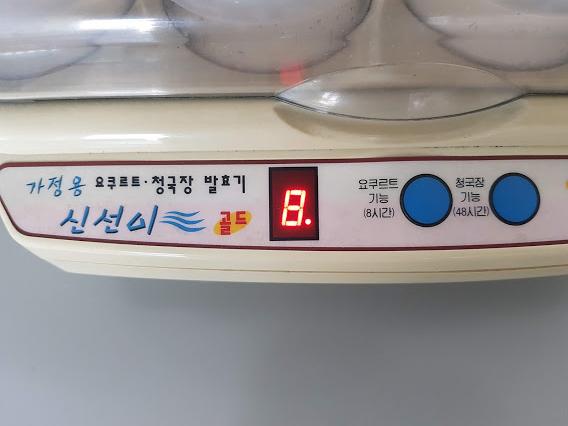 가정용 요쿠르트·청국장 발효기
신선이 골드
8.
요쿠르트
기능
(8시간)
청국장
기능
(48시간)